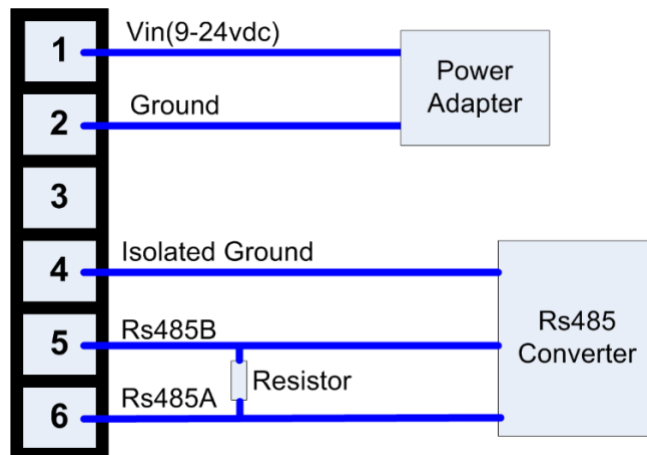 1
Vin(9-24vdc)
Power
Adapter
2
Ground
3
4
Isolated Ground
5
Rs485B
Rs485
Converter
Resistor
6
Rs485A